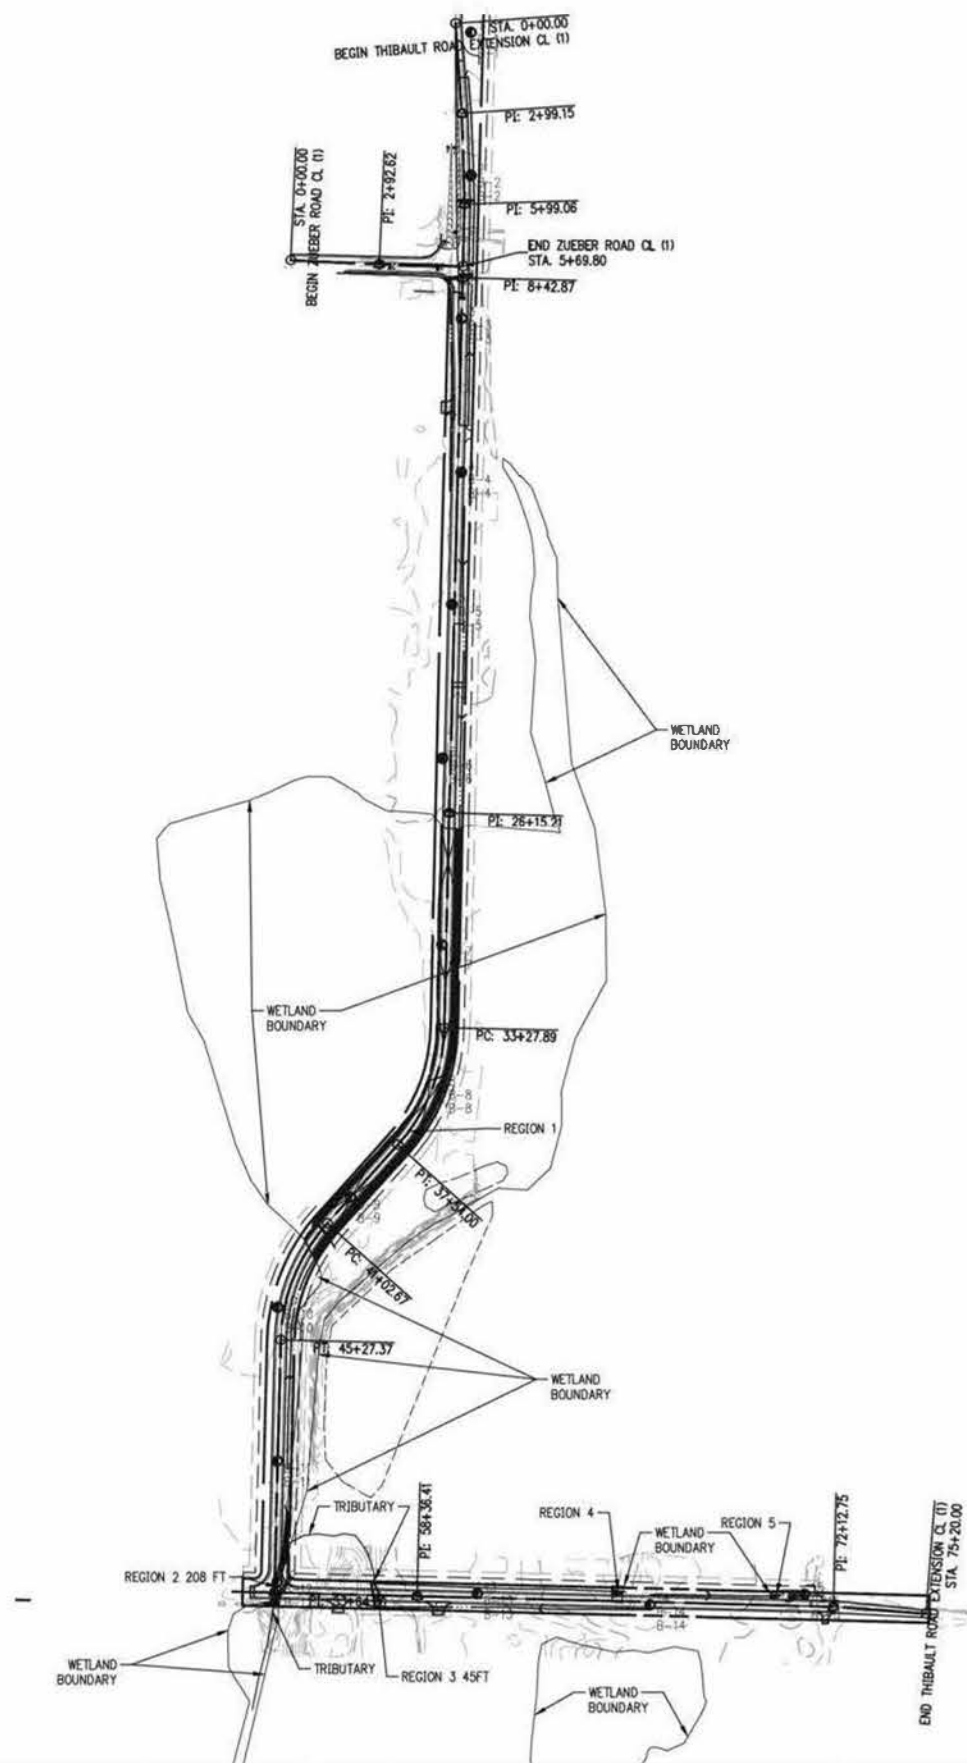 STA. 0+00.00
BEGIN THIBAULT ROAD EXTENSION CL (1)
PI: 2+99.15
STA. 0+00.00
BEGIN ZUEBER ROAD CL (1)
PI: 2+92.62
PI: 5+99.06
END ZUEBER ROAD CL (1)
STA. 5+69.80
PI: 8+42.87
WETLAND
BOUNDARY
PI: 26+15.21
WETLAND
BOUNDARY
PC: 33+27.89
REGION 1
PT: 37+54.00
B-9
PC: 41+02.67
PT: 45+27.37
WETLAND
BOUNDARY
TRIBUTARY
PI: 58+36.41
REGION 4
WETLAND
BOUNDARY
REGION 5
PI: 72+12.75
END THIBAULT ROAD EXTENSION CL (1)
STA. 75+20.00
REGION 2 208 FT
B-14
WETLAND
BOUNDARY
TRIBUTARY
REGION 3 45FT
WETLAND
BOUNDARY